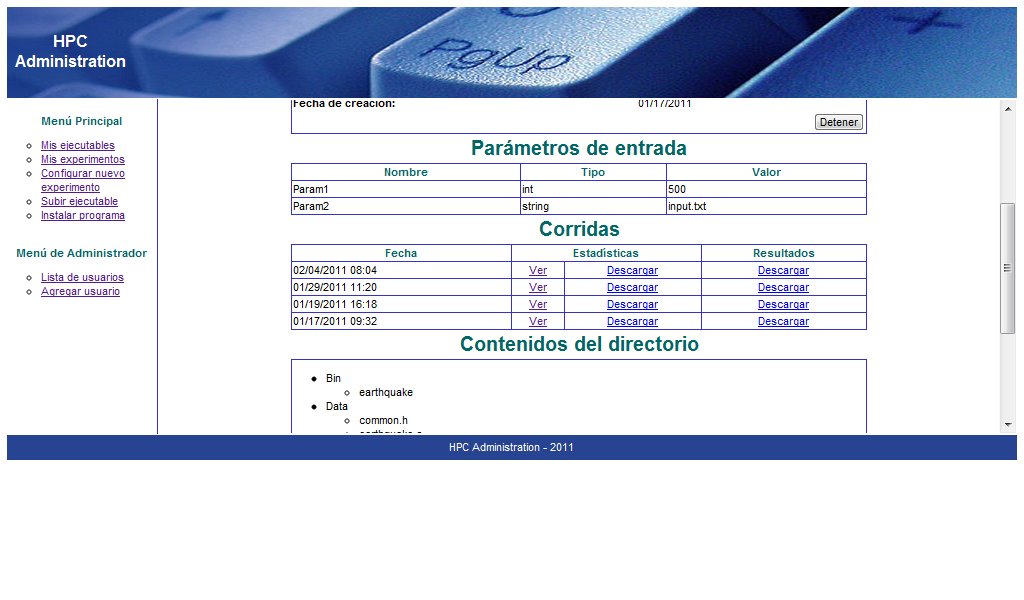 HPC
Administration
PgUp
Menú Principal
Mis ejecutables
Mis experimentos
Configurar nuevo
experimento
Subir ejecutable
Instalar programa
Menú de Administrador
Lista de usuarios
Agregar usuario
Fecha de creacion: 01/17/2011
Detener
Parámetros de entrada
Nombre Tipo Valor
Param1 int 500
Param2 string input.txt
Corridas
Fecha Estadísticas Resultados
02/04/2011 08:04 Ver Descargar Descargar
01/29/2011 11:20 Ver Descargar Descargar
01/19/2011 16:18 Ver Descargar Descargar
01/17/2011 09:32 Ver Descargar Descargar
Contenidos del directorio
Bin
earthquake
Data
common.h
HPC Administration - 2011